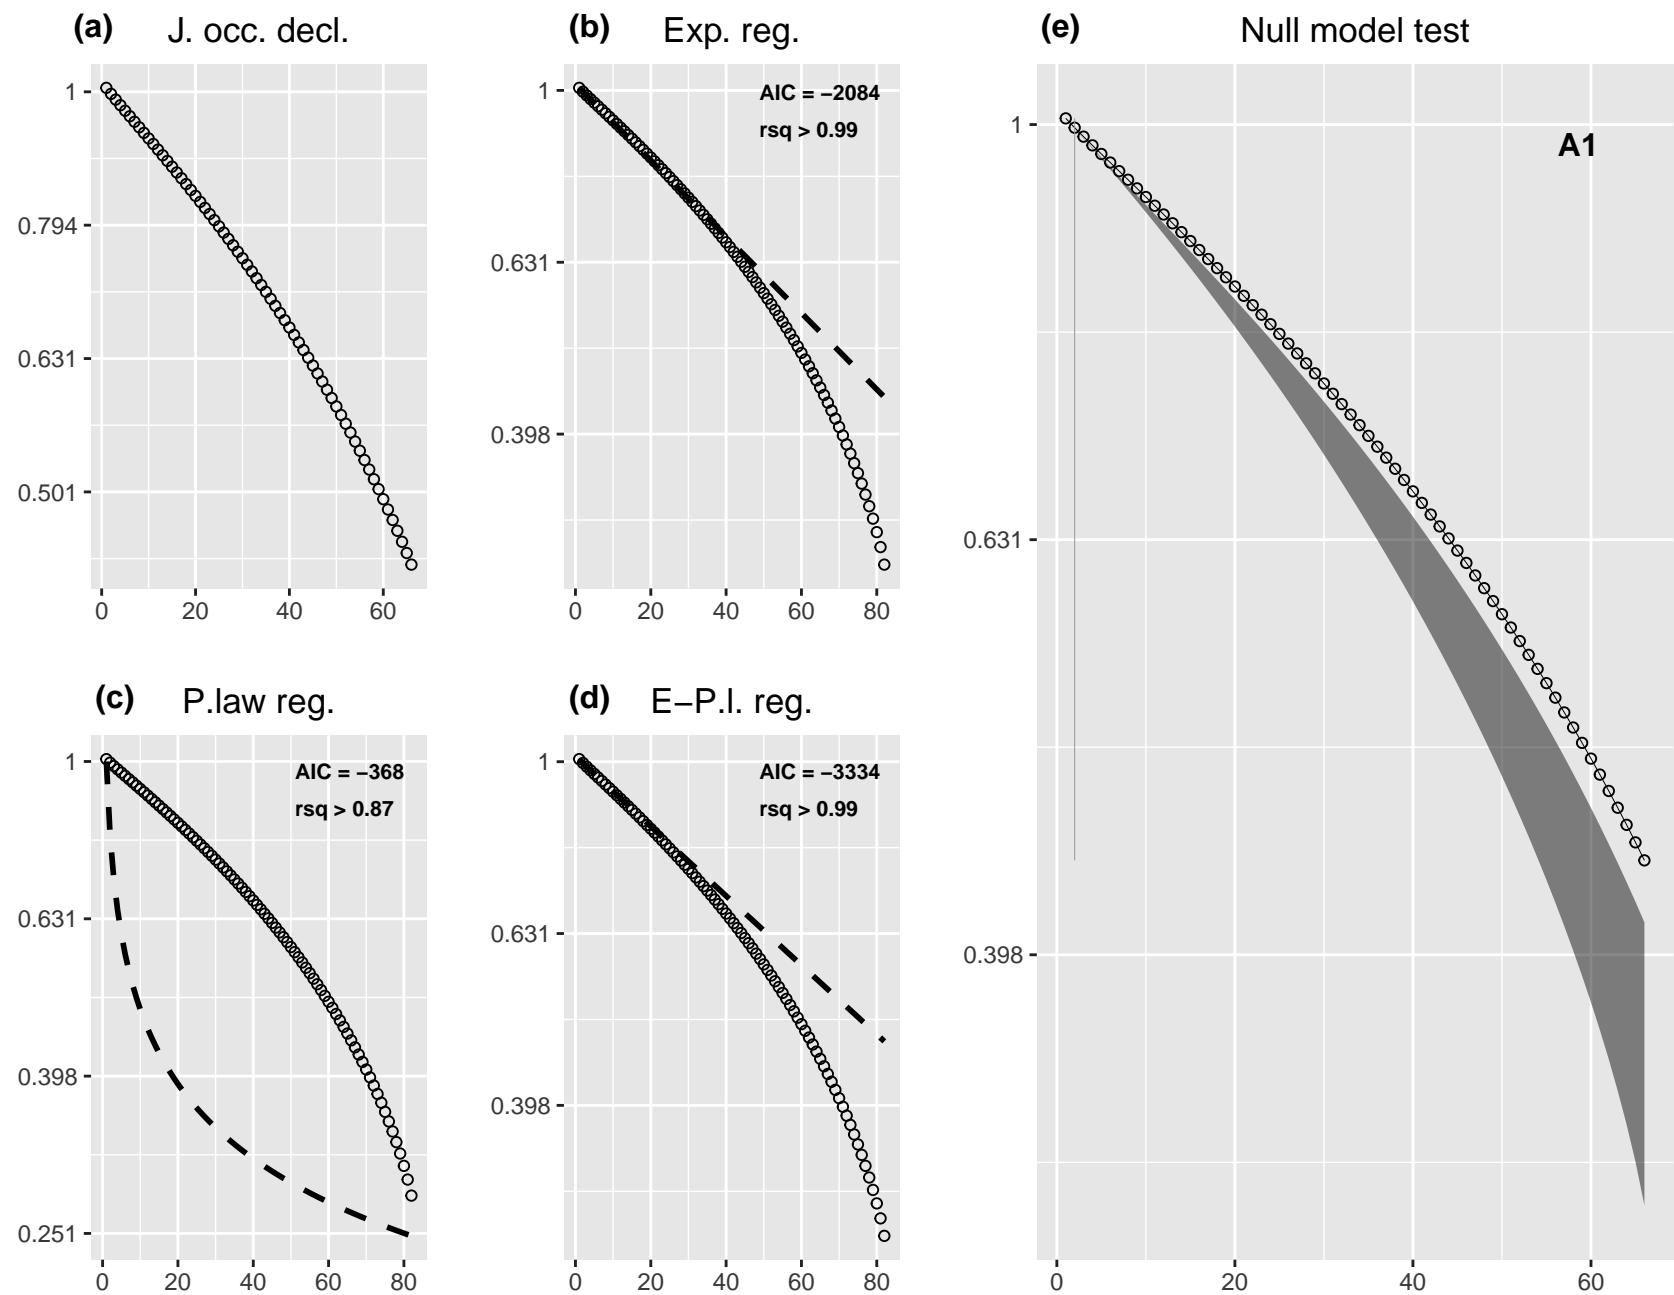 (a) J. occ. decl.
1
0.794
0.631
0.501
0 20 40 60
(b) Exp. reg.
AIC = −2084
rsq > 0.99
1
0.631
0.398
0 20 40 60 80
(c) P.law reg.
AIC = −368
rsq > 0.87
1
0.631
0.398
0.251
0 20 40 60 80
(d) E−P.l. reg.
AIC = −3334
rsq > 0.99
1
0.631
0.398
0 20 40 60 80
(e) Null model test
A1
1
0.631
0.398
0 20 40 60